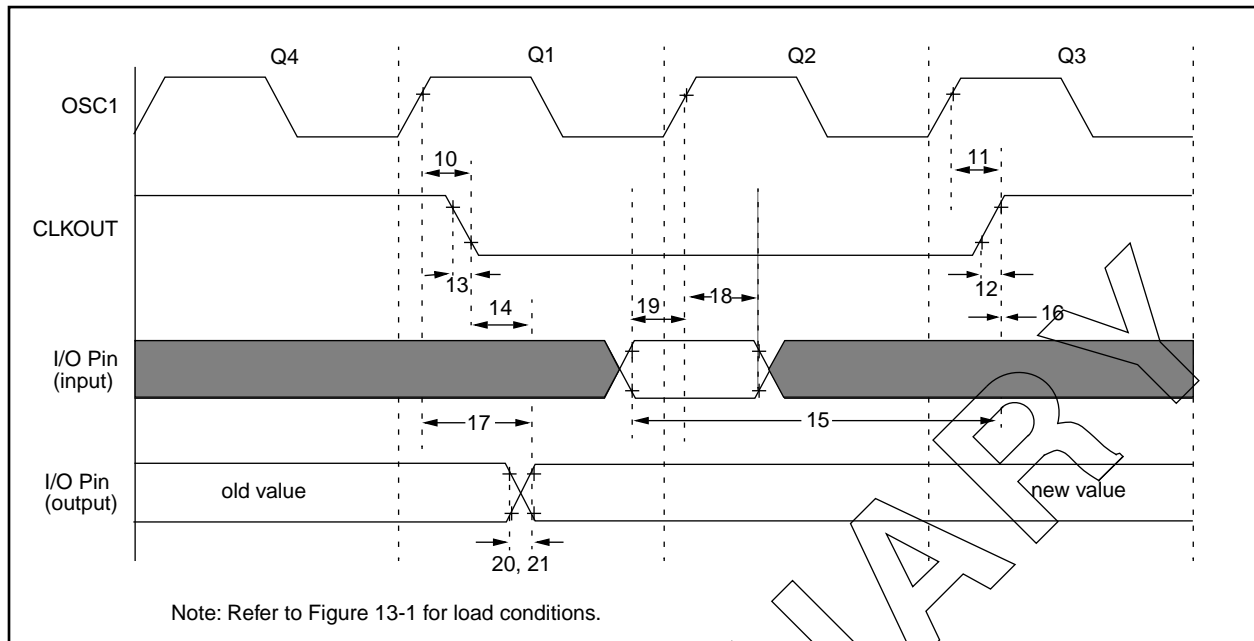 Q4 Q1 Q2 Q3
OSC1
10 11
CLKOUT
13 12
14 19 18 16
I/O Pin
(input)
17 15
I/O Pin
(output)
old value new value
20, 21
Note: Refer to Figure 13-1 for load conditions.
IARY